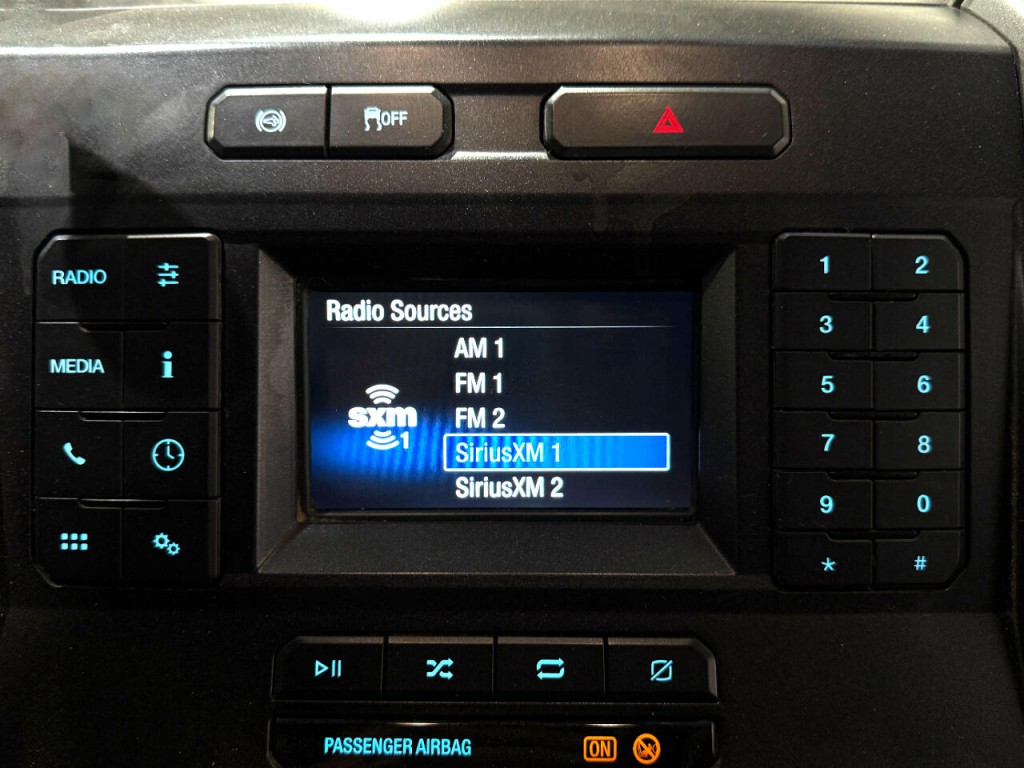 OFF
RADIO
MEDIA
i
Radio Sources
AM 1
FM 1
FM 2
SiriusXM 1
SiriusXM 2
sxm
1
1 2
3 4
5 6
7 8
9 0
* #
PASSENGER AIRBAG ON